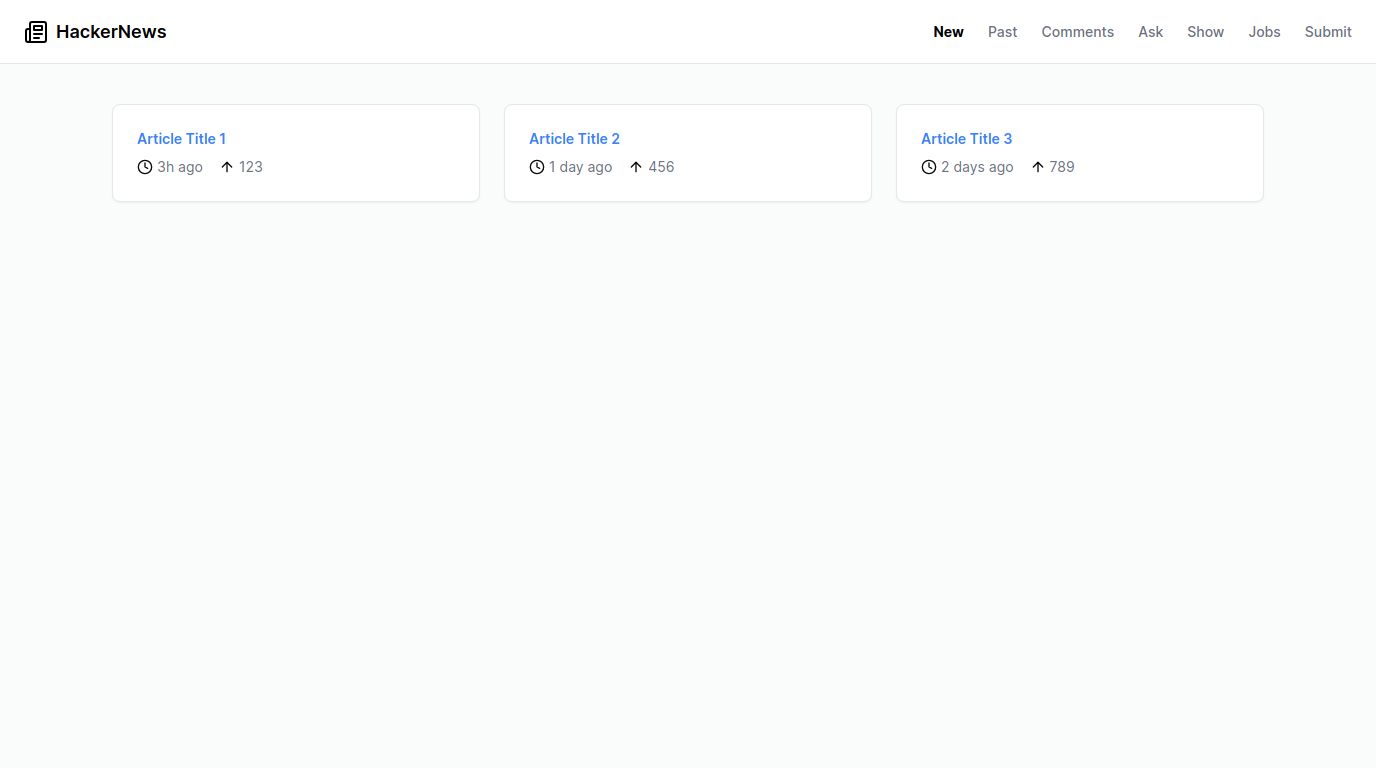 HackerNews
New Past Comments Ask Show Jobs Submit
Article Title 1
3h ago 123
Article Title 2
1 day ago 456
Article Title 3
2 days ago 789